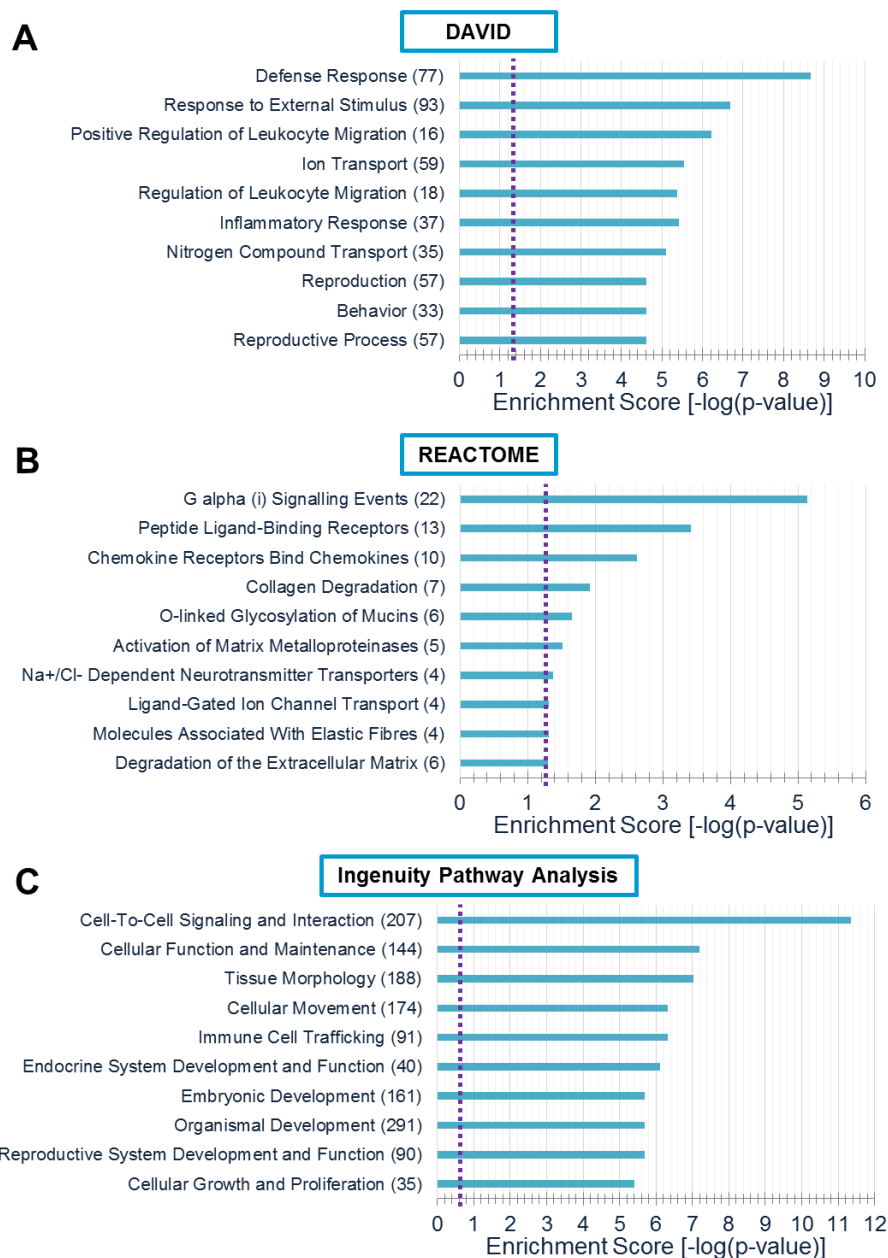 A
DAVID
Defense Response (77)
Response to External Stimulus (93)
Positive Regulation of Leukocyte Migration (16)
Ion Transport (59)
Regulation of Leukocyte Migration (18)
Inflammatory Response (37)
Nitrogen Compound Transport (35)
Reproduction (57)
Behavior (33)
Reproductive Process (57)
0 1 2 3 4 5 6 7 8 9 10
Enrichment Score [-log(p-value)]
B
REACTOME
G alpha (i) Signalling Events (22)
Peptide Ligand-Binding Receptors (13)
Chemokine Receptors Bind Chemokines (10)
Collagen Degradation (7)
O-linked Glycosylation of Mucins (6)
Activation of Matrix Metalloproteinases (5)
Na+/Cl- Dependent Neurotransmitter Transporters (4)
Ligand-Gated Ion Channel Transport (4)
Molecules Associated With Elastic Fibres (4)
Degradation of the Extracellular Matrix (6)
0 1 2 3 4 5 6
Enrichment Score [-log(p-value)]
C
Ingenuity Pathway Analysis
Cell-To-Cell Signaling and Interaction (207)
Cellular Function and Maintenance (144)
Tissue Morphology (188)
Cellular Movement (174)
Immune Cell Trafficking (91)
Endocrine System Development and Function (40)
Embryonic Development (161)
Organismal Development (291)
Reproductive System Development and Function (90)
Cellular Growth and Proliferation (35)
0 1 2 3 4 5 6 7 8 9 10 11 12
Enrichment Score [-log(p-value)]